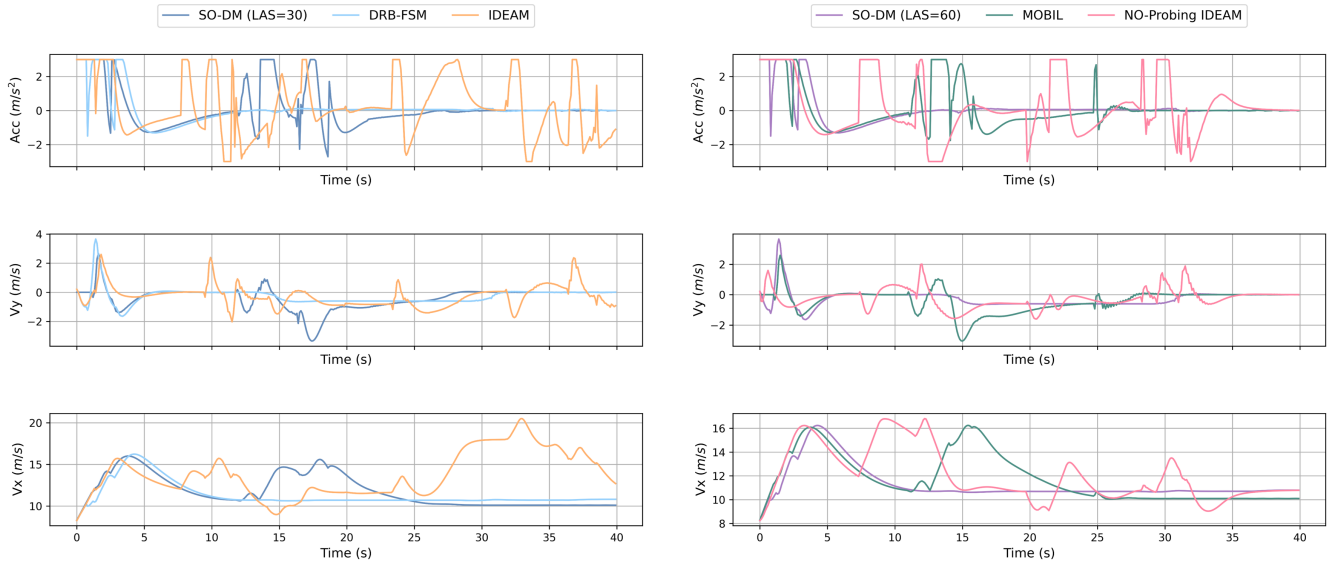 SO-DM (LAS=30) DRB-FSM IDEAM
Acc (m/s²)
2
0
−2
Time (s)
Vy (m/s)
4
2
0
−2
Time (s)
Vx (m/s)
20
15
10
0 5 10 15 20 25 30 35 40
Time (s)
SO-DM (LAS=60) MOBIL NO-Probing IDEAM
Acc (m/s²)
2
0
−2
Time (s)
Vy (m/s)
2
0
−2
Time (s)
Vx (m/s)
16
14
12
10
8
0 5 10 15 20 25 30 35 40
Time (s)